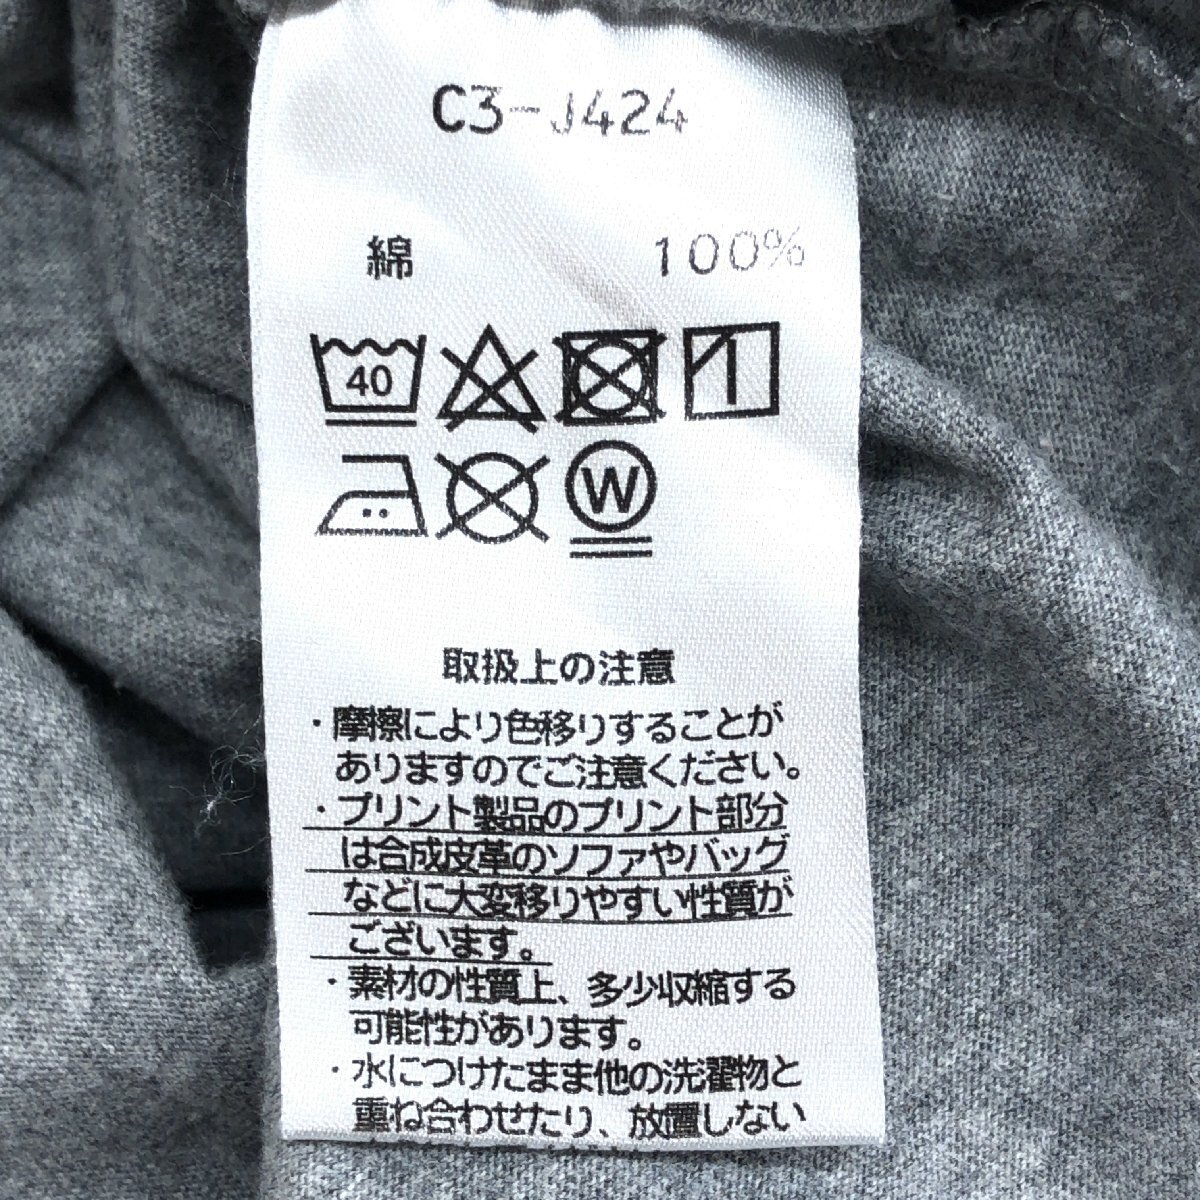 C3-J424
綿 100%
40
W
取扱上の注意
・摩擦により色移りすることが
ありますのでご注意ください。
・プリント製品のプリント部分
は合成皮革のソファやバッグ
などに大変移りやすい性質が
ございます。
・素材の性質上、多少収縮する
可能性があります。
・水につけたまま他の洗濯物と
重ね合わせたり、放置しない